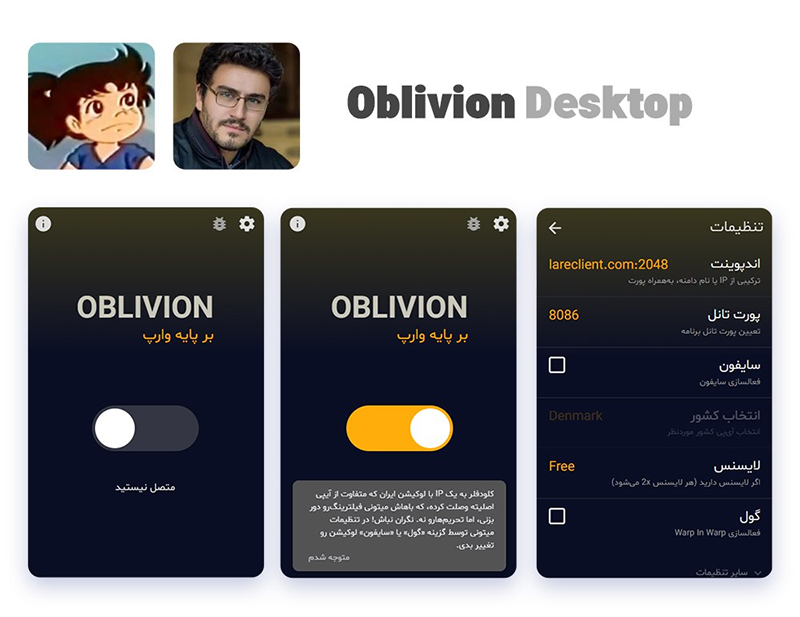 Oblivion Desktop
OBLIVION
بر پایه وارپ
متصل نیستید
OBLIVION
بر پایه وارپ
کلودفلر به یک IP با لوکیشن ایران که متفاوت از آیپی
اصلیته وصلت کرده، که باهاش میتونی فیلترینگ‌رو دور
بزنی، اما تحریم‌هارو نه. نگران نباش! در تنظیمات
میتونی توسط گزینه «گول» یا «سایفون» لوکیشن رو
تغییر بدی.
متوجه شدم
تنظیمات
اندپوینت
lareclient.com:2048
ترکیبی از IP یا نام دامنه، به‌همراه پورت
پورت تانل
8086
تعیین پورت تانل برنامه
سایفون
فعالسازی سایفون
انتخاب کشور
Denmark
انتخاب آی‌پی کشور موردنظر
لایسنس
Free
اگر لایسنس دارید (هر لایسنس 2x می‌شود)
گول
فعالسازی Warp In Warp
سایر تنظیمات